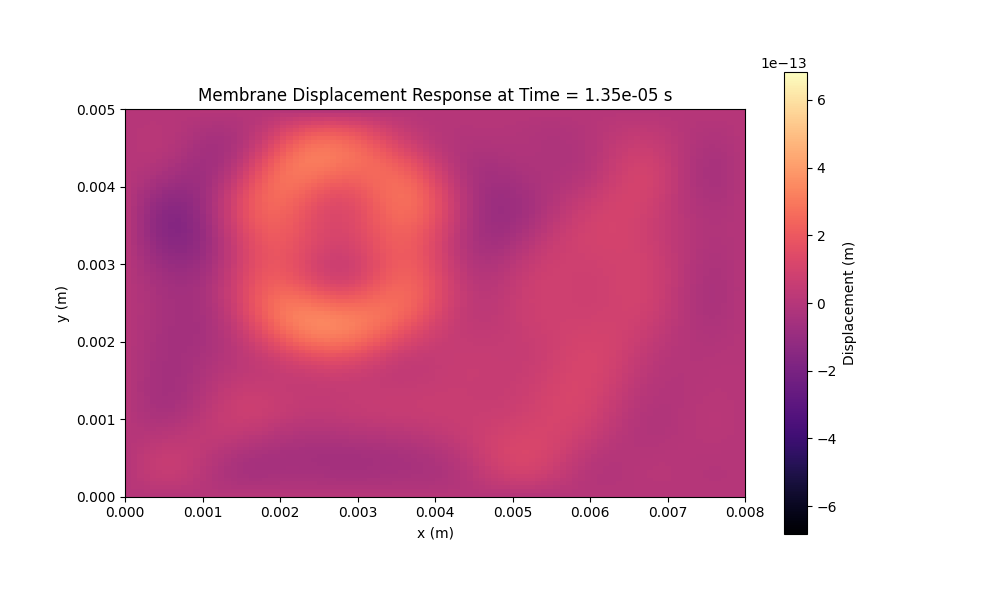 1e−13
Membrane Displacement Response at Time = 1.35e-05 s
0.005
0.004
0.003
0.002
0.001
0.000
y (m)
0.000 0.001 0.002 0.003 0.004 0.005 0.006 0.007 0.008
x (m)
6
4
2
0
−2
−4
−6
Displacement (m)